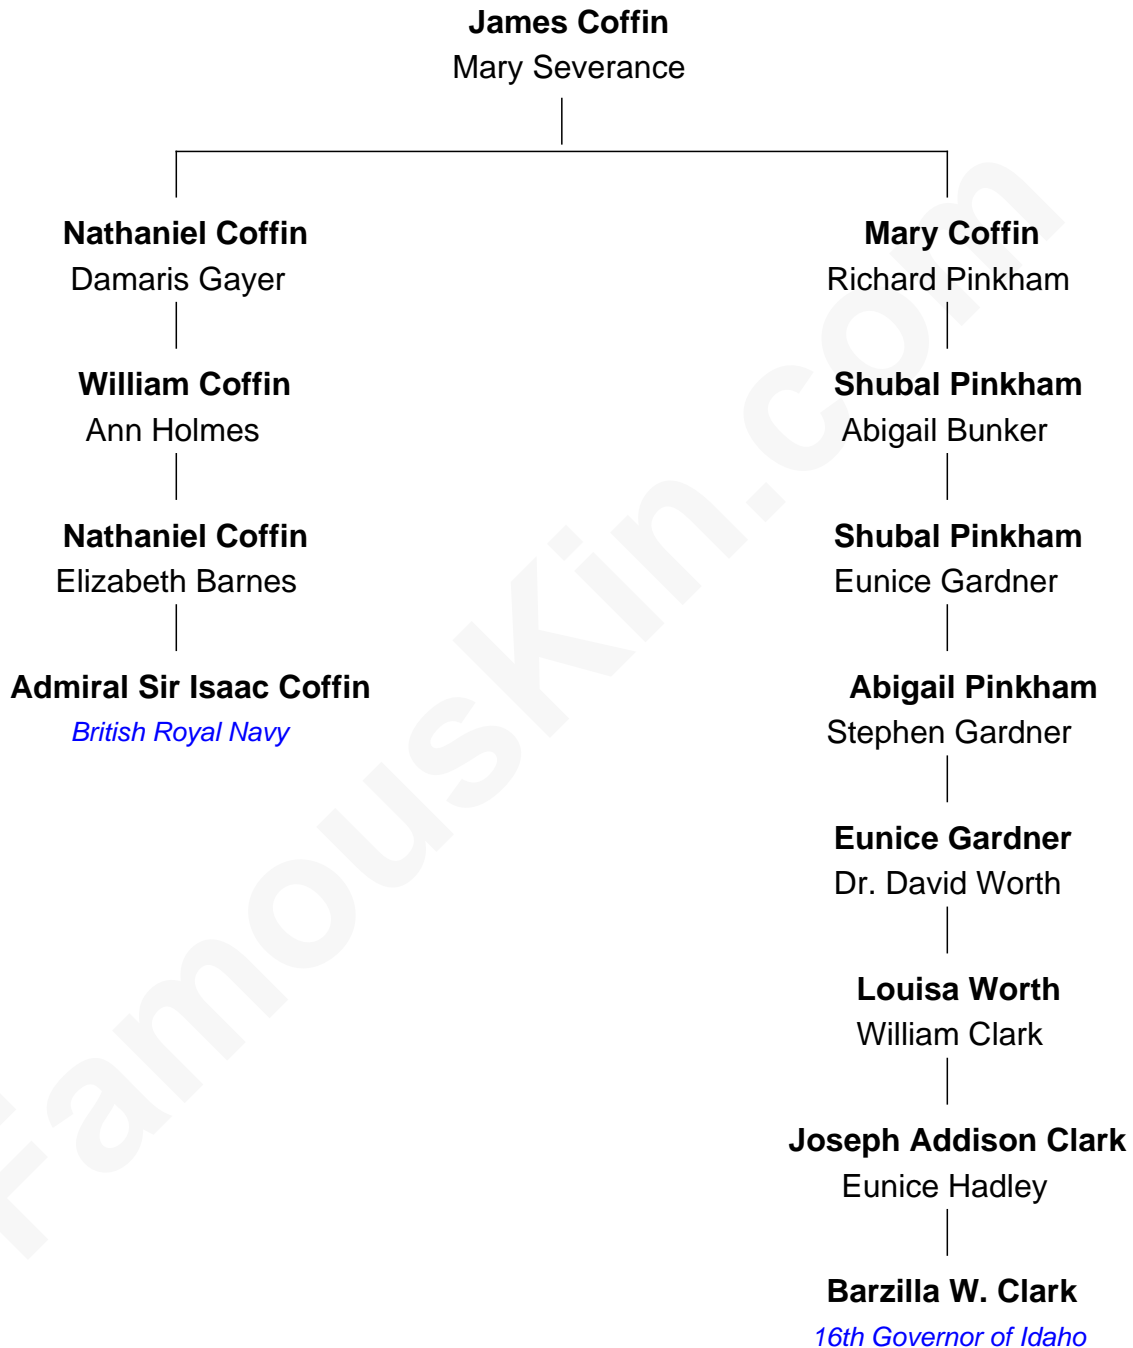 James Coffin
Mary Severance
Nathaniel Coffin
Damaris Gayer
William Coffin
Ann Holmes
Nathaniel Coffin
Elizabeth Barnes
Admiral Sir Isaac Coffin
British Royal Navy
Mary Coffin
Richard Pinkham
Shubal Pinkham
Abigail Bunker
Shubal Pinkham
Eunice Gardner
Abigail Pinkham
Stephen Gardner
Eunice Gardner
Dr. David Worth
Louisa Worth
William Clark
Joseph Addison Clark
Eunice Hadley
Barzilla W. Clark
16th Governor of Idaho
FamousKin.com